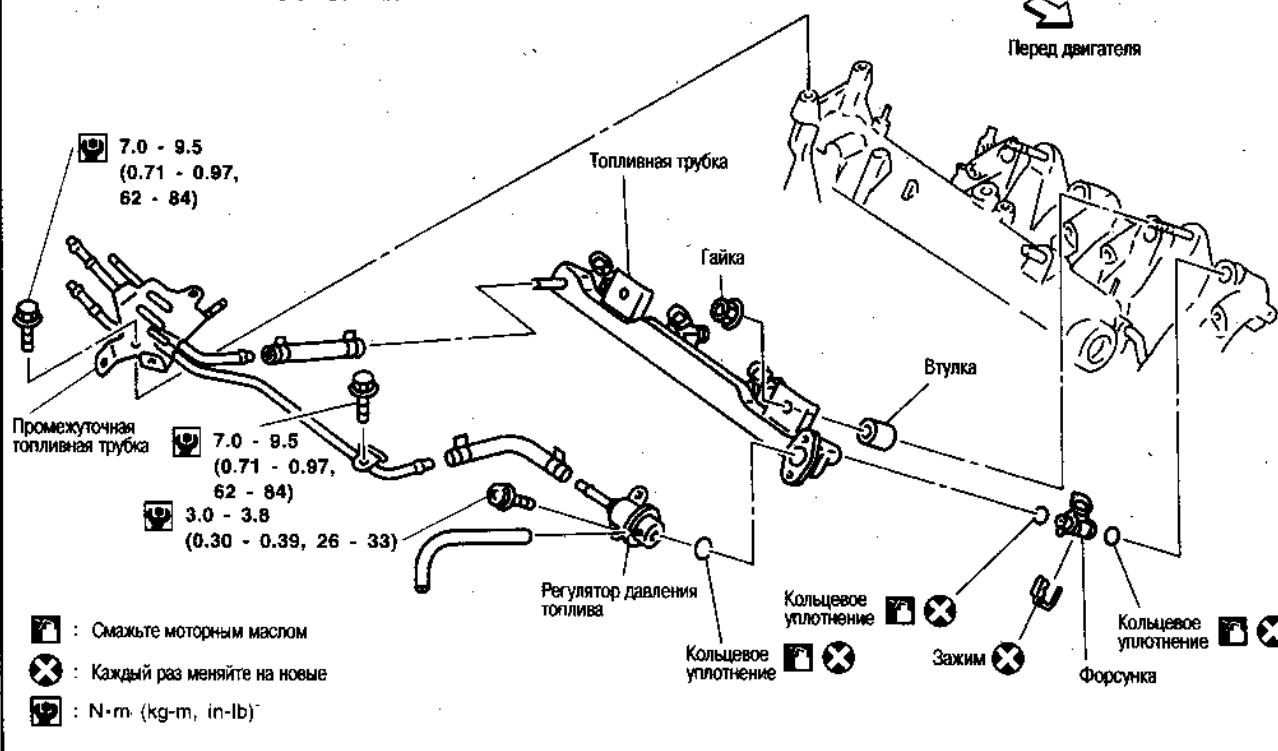 Перед двигателя
7.0 - 9.5
(0.71 - 0.97,
62 - 84)
Топливная трубка
Гайка
Втулка
Промежуточная
топливная трубка
7.0 - 9.5
(0.71 - 0.97,
62 - 84)
3.0 - 3.8
(0.30 - 0.39, 26 - 33)
Регулятор давления
топлива
Кольцевое
уплотнение
Кольцевое
уплотнение
Зажим
Форсунка
Кольцевое
уплотнение
: Смажьте моторным маслом
: Каждый раз меняйте на новые
: N•m (kg-m, in-lb)